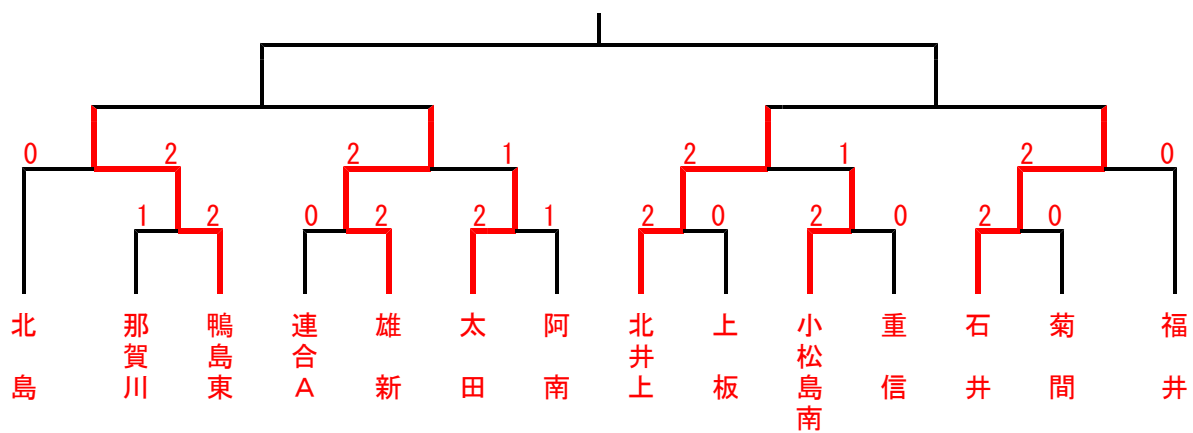 0 2 2 1 2 1 2 0
1 2 0 2 2 1 2 0 2 0 2 0
北島
那賀川
鴨島東
連合A
雄新
太田
阿南
北井上
上板
小松島南
重信
石井
菊間
福井